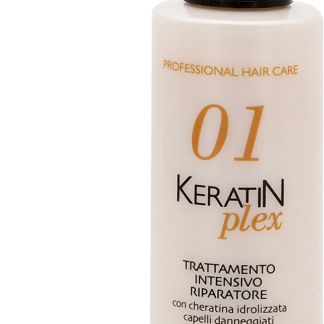 PROFESSIONAL HAIR CARE
01
KERATIN
plex
TRATTAMENTO
INTENSIVO
RIPARATORE
con cheratina idrolizzata
capelli danneggiati